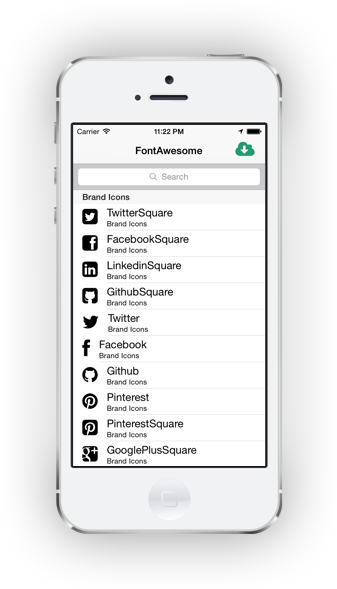 Carrier 11:22 PM
FontAwesome
Search
Brand Icons
TwitterSquare
Brand Icons
FacebookSquare
Brand Icons
LinkedinSquare
Brand Icons
GithubSquare
Brand Icons
Twitter
Brand Icons
Facebook
Brand Icons
Github
Brand Icons
Pinterest
Brand Icons
PinterestSquare
Brand Icons
GooglePlusSquare
Brand Icons